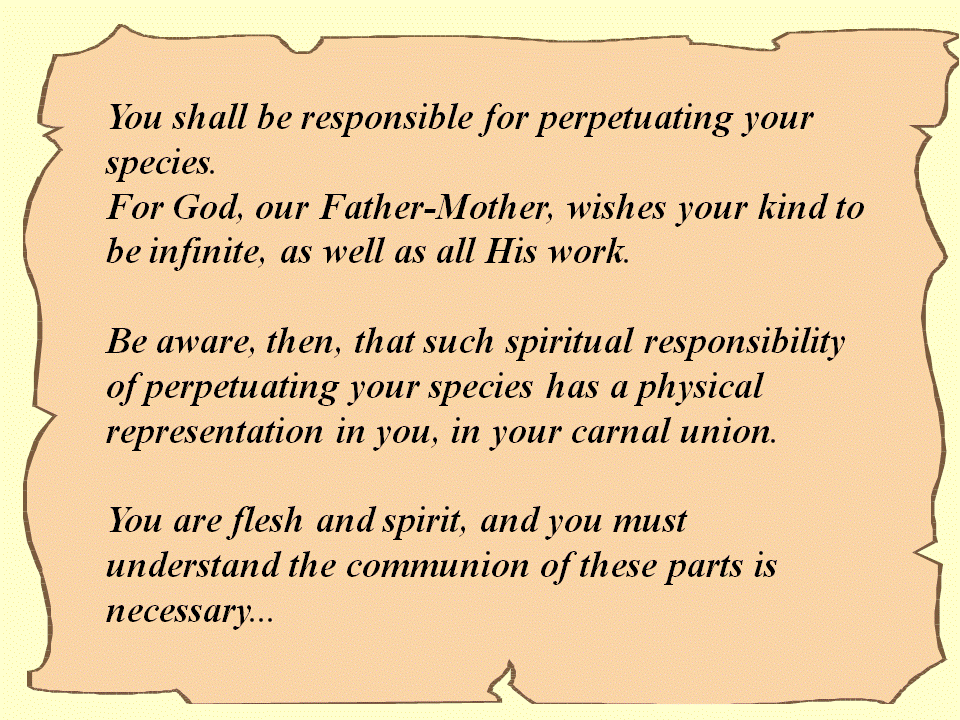 You shall be responsible for perpetuating your
species.
For God, our Father-Mother, wishes your kind to
be infinite, as well as all His work.
Be aware, then, that such spiritual responsibility
of perpetuating your species has a physical
representation in you, in your carnal union.
You are flesh and spirit, and you must
understand the communion of these parts is
necessary...